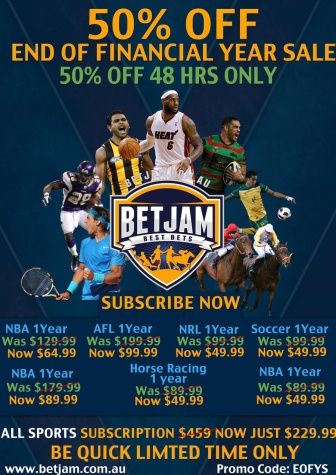 50% OFF
END OF FINANCIAL YEAR SALE
50% OFF 48 HRS ONLY
HEAT
6
28
BETJAM
BEST BETS
SUBSCRIBE NOW
NBA 1Year AFL 1Year NRL 1Year Soccer 1Year
Was $129.99 Was $199.99 Was $99.99 Was $99.99
Now $64.99 Now $99.99 Now $49.99 Now $49.99
NBA 1Year Horse Racing 1 year NBA 1Year
Was $179.99 Was $89.99 Was $89.99
Now $89.99 Now $49.99 Now $49.99
ALL SPORTS SUBSCRIPTION $459 NOW JUST $229.99
BE QUICK LIMTED TIME ONLY
www.betjam.com.au Promo Code: EOFYS